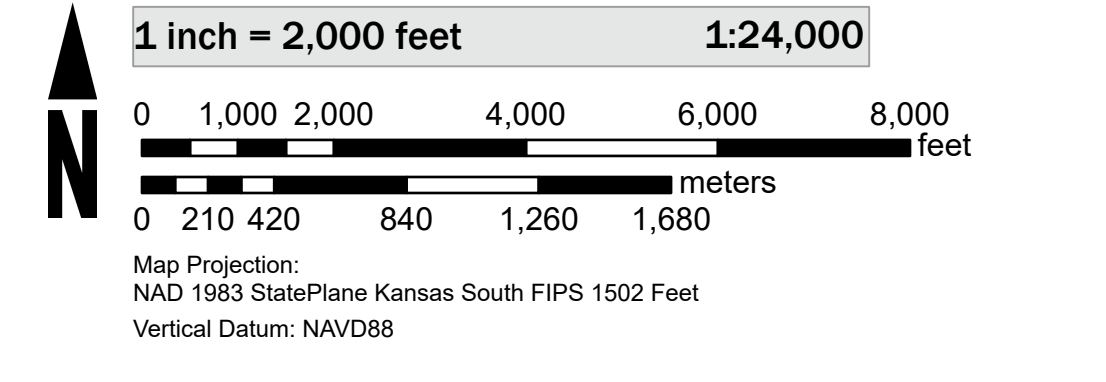 1 inch = 2,000 feet 1:24,000
0 1,000 2,000 4,000 6,000 8,000
feet
meters
0 210 420 840 1,260 1,680
N
Map Projection:
NAD 1983 StatePlane Kansas South FIPS 1502 Feet
Vertical Datum: NAVD88